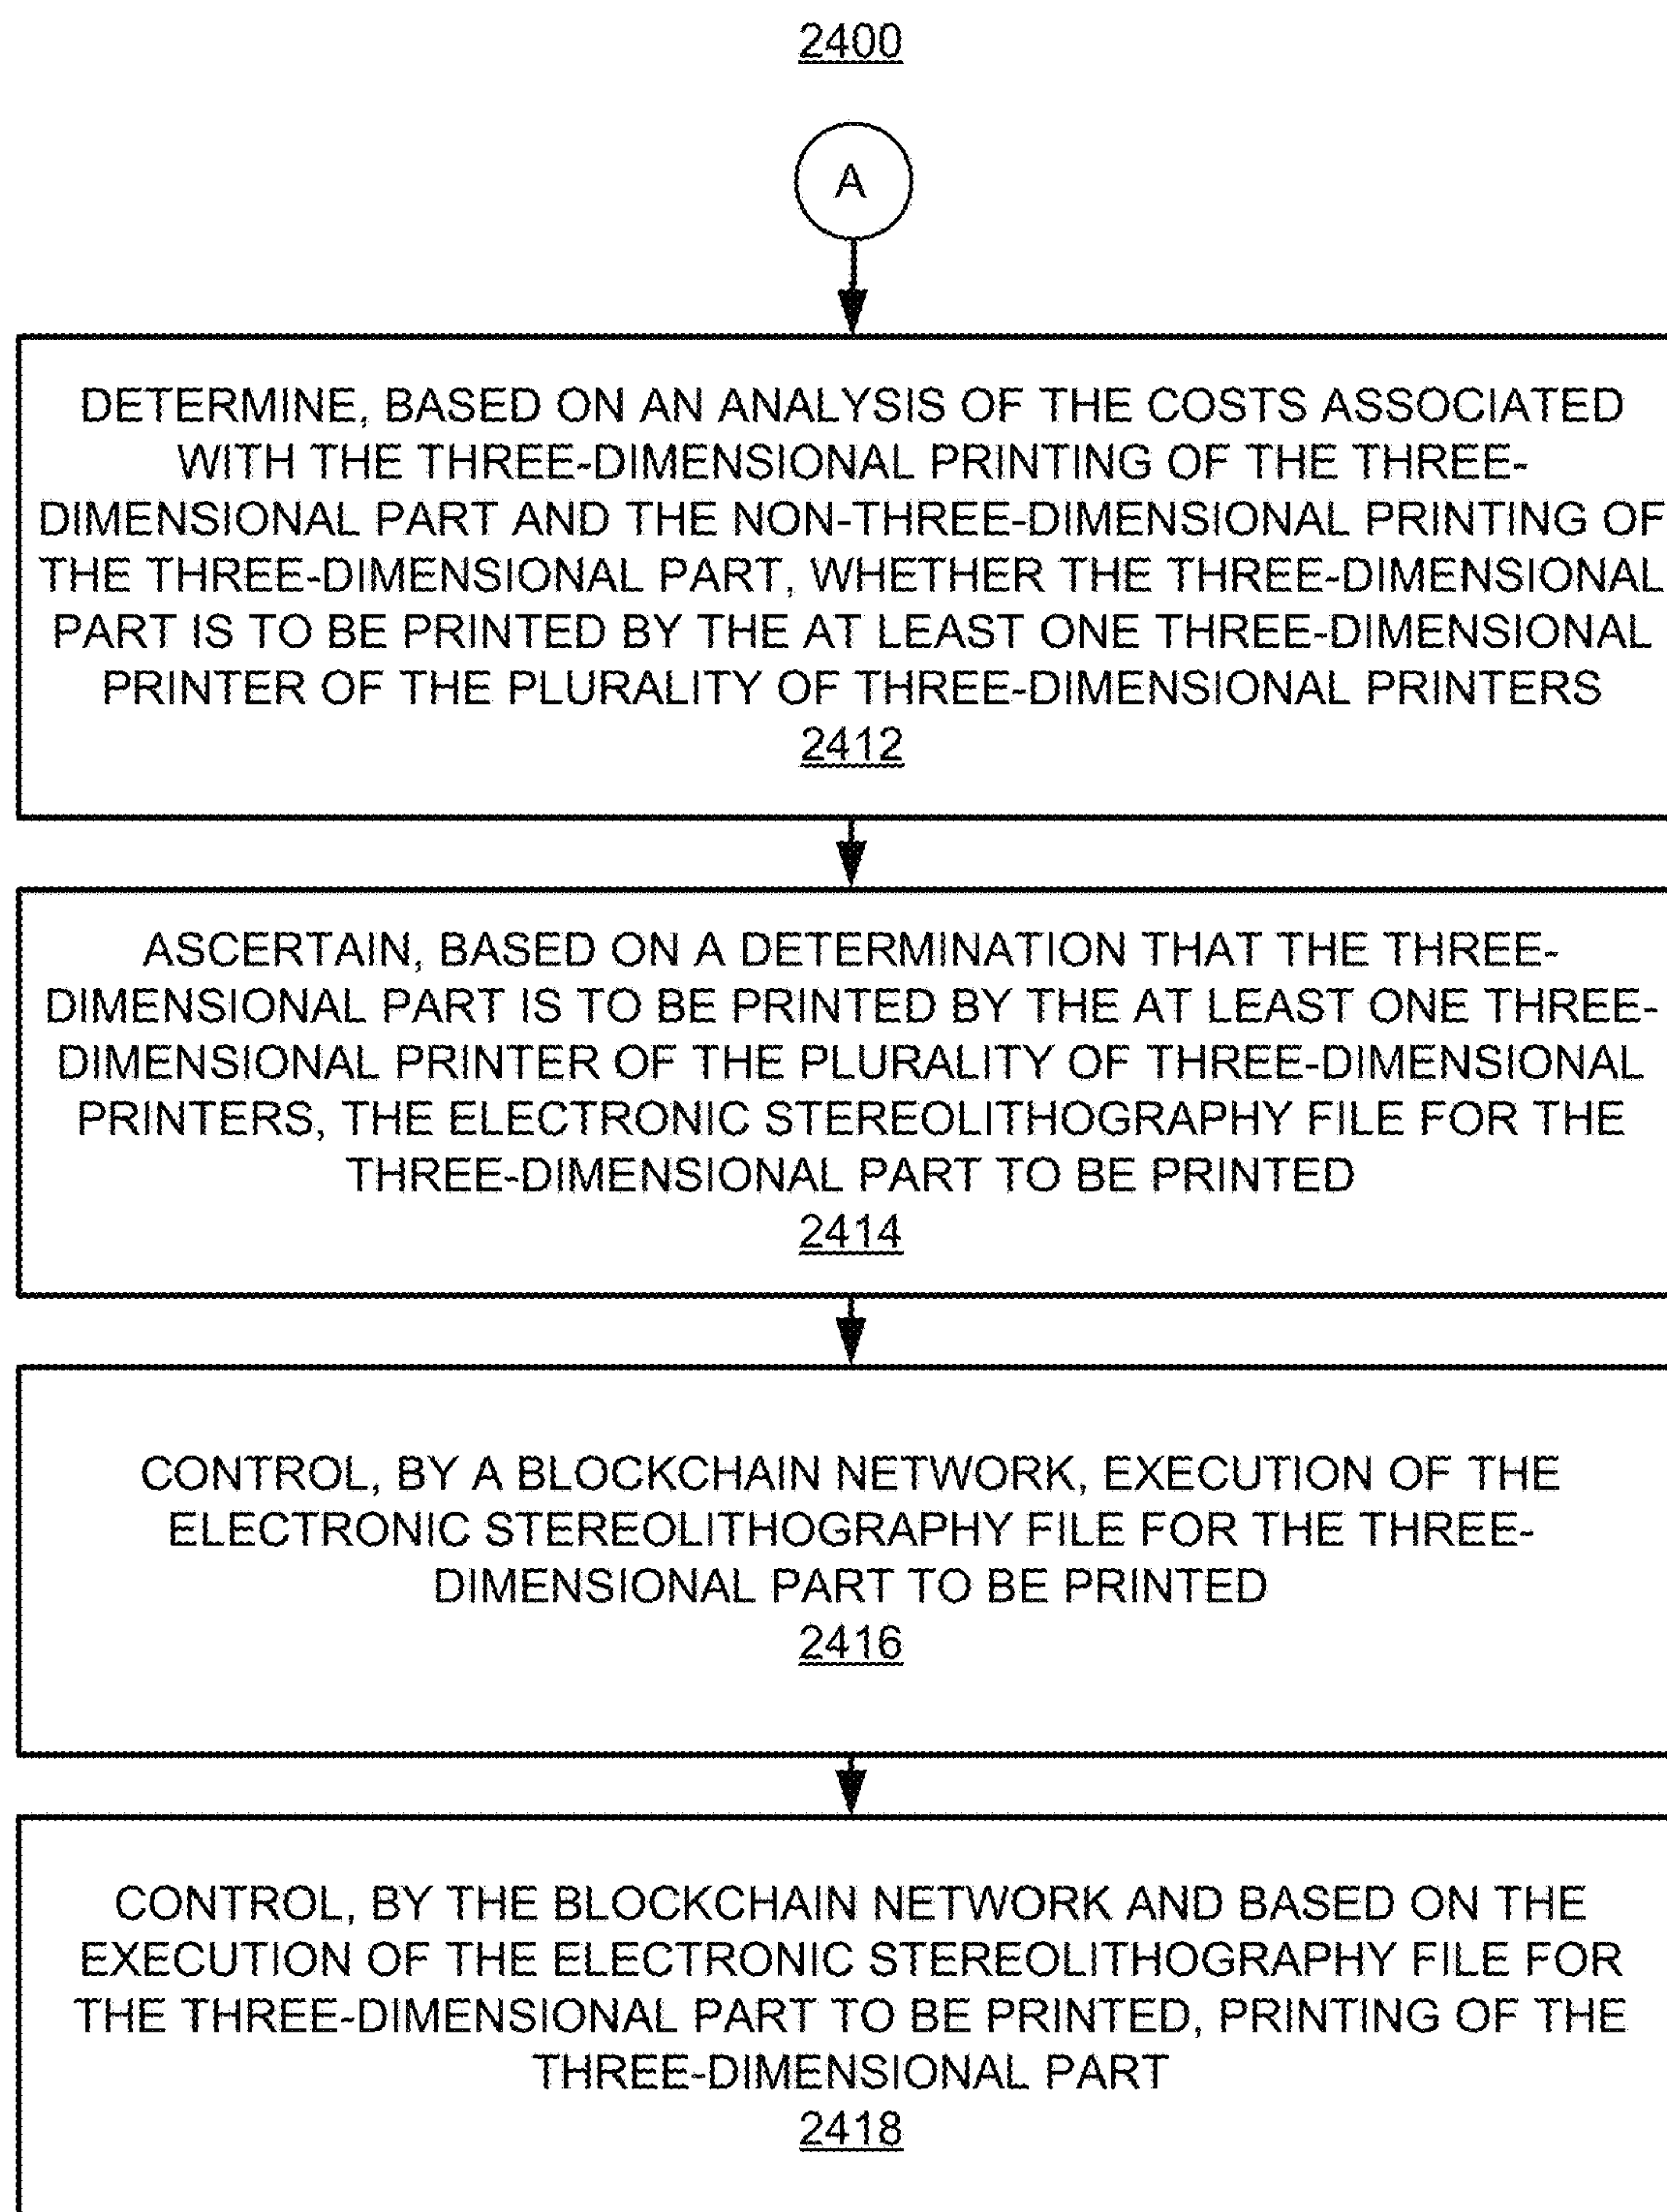 2400
A
DETERMINE, BASED ON AN ANALYSIS OF THE COSTS ASSOCIATED
WITH THE THREE-DIMENSIONAL PRINTING OF THE THREE-
DIMENSIONAL PART AND THE NON-THREE-DIMENSIONAL PRINTING OF
THE THREE-DIMENSIONAL PART, WHETHER THE THREE-DIMENSIONAL
PART IS TO BE PRINTED BY THE AT LEAST ONE THREE-DIMENSIONAL
PRINTER OF THE PLURALITY OF THREE-DIMENSIONAL PRINTERS
2412
ASCERTAIN, BASED ON A DETERMINATION THAT THE THREE-
DIMENSIONAL PART IS TO BE PRINTED BY THE AT LEAST ONE THREE-
DIMENSIONAL PRINTER OF THE PLURALITY OF THREE-DIMENSIONAL
PRINTERS, THE ELECTRONIC STEREOLITHOGRAPHY FILE FOR THE
THREE-DIMENSIONAL PART TO BE PRINTED
2414
CONTROL, BY A BLOCKCHAIN NETWORK, EXECUTION OF THE
ELECTRONIC STEREOLITHOGRAPHY FILE FOR THE THREE-
DIMENSIONAL PART TO BE PRINTED
2416
CONTROL, BY THE BLOCKCHAIN NETWORK AND BASED ON THE
EXECUTION OF THE ELECTRONIC STEREOLITHOGRAPHY FILE FOR
THE THREE-DIMENSIONAL PART TO BE PRINTED, PRINTING OF THE
THREE-DIMENSIONAL PART
2418